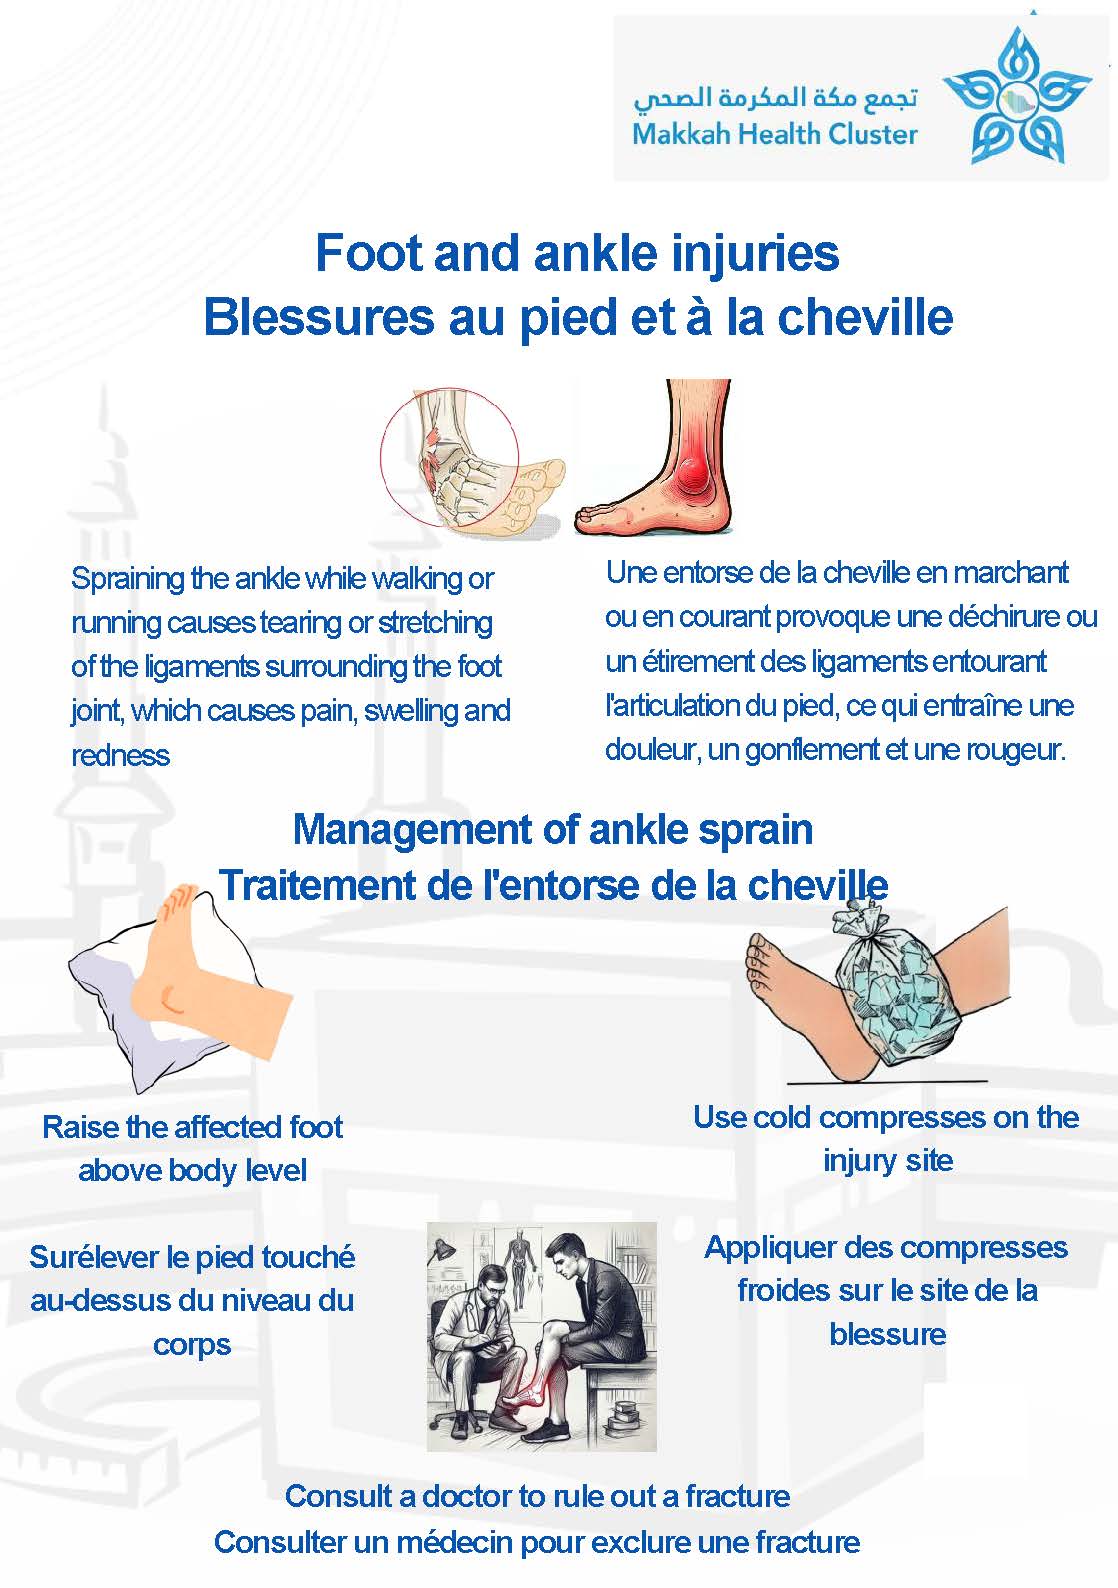 تجمع مكة المكرمة الصحي
Makkah Health Cluster
Foot and ankle injuries
Blessures au pied et à la cheville
Spraining the ankle while walking or
running causes tearing or stretching
of the ligaments surrounding the foot
joint, which causes pain, swelling and
redness
Une entorse de la cheville en marchant
ou en courant provoque une déchirure ou
un étirement des ligaments entourant
l'articulation du pied, ce qui entraîne une
douleur, un gonflement et une rougeur.
Management of ankle sprain
Traitement de l'entorse de la cheville
Raise the affected foot
above body level
Surélever le pied touché
au-dessus du niveau du
corps
Use cold compresses on the
injury site
Appliquer des compresses
froides sur le site de la
blessure
Consult a doctor to rule out a fracture
Consulter un médecin pour exclure une fracture